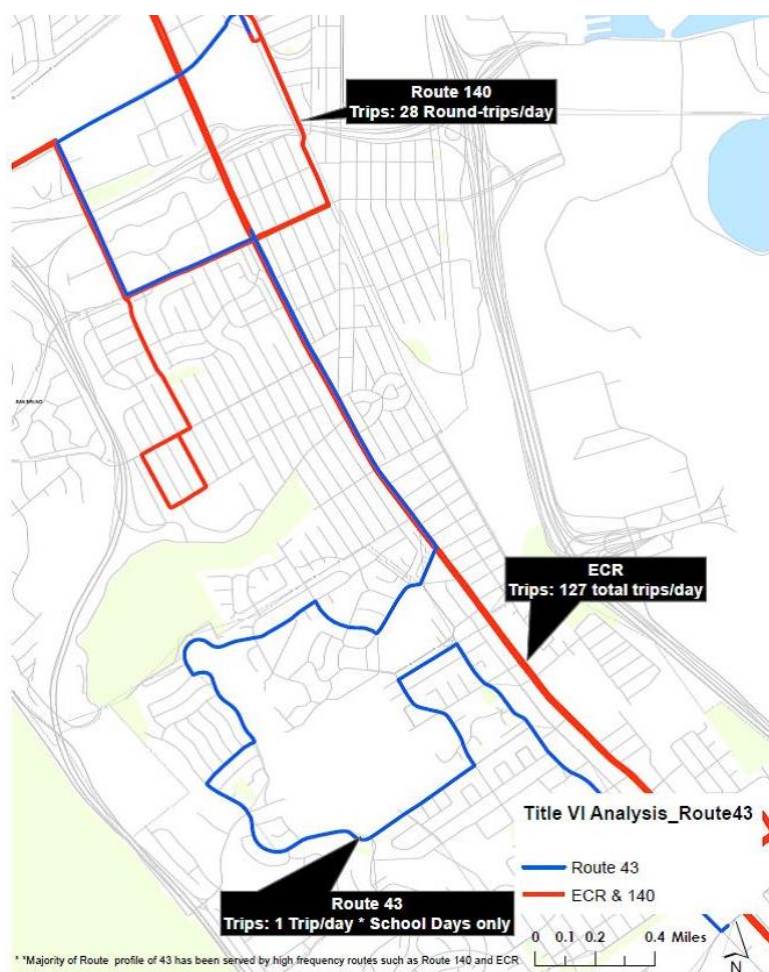 Route 140
Trips: 28 Round-trips/day
SAN BRUNO
ECR
Trips: 127 total trips/day
Title VI Analysis_Route43
Route 43
ECR & 140
Route 43
Trips: 1 Trip/day * School Days only
0 0.1 0.2 0.4 Miles
N
* *Majority of Route profile of 43 has been served by high frequency routes such as Route 140 and ECR